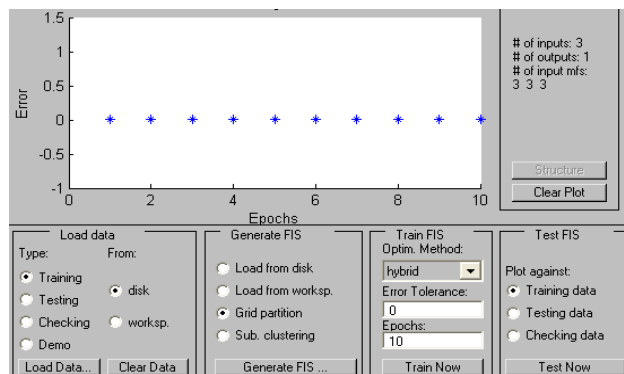 1.5
1
0.5
0
-0.5
-1
Error
0
2
4
6
8
10
Epochs
# of inputs: 3
# of outputs: 1
# of input mfs:
3 3 3
Structure
Clear Plot
Load data
Type:
From:
Training
Testing
Checking
Demo
disk
worksp.
Load Data...
Clear Data
Generate FIS
Load from disk
Load from worksp.
Grid partition
Sub. clustering
Generate FIS ...
Train FIS
Optim. Method:
hybrid
Error Tolerance:
0
Epochs:
10
Train Now
Test FIS
Plot against:
Training data
Testing data
Checking data
Test Now